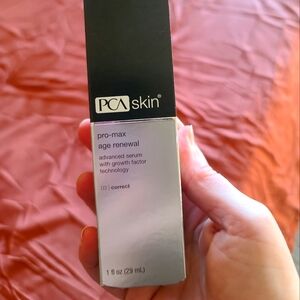 PCA skin®
pro-max
age renewal
advanced serum
with growth factor
technology
correct
1 fl oz (29 mL)